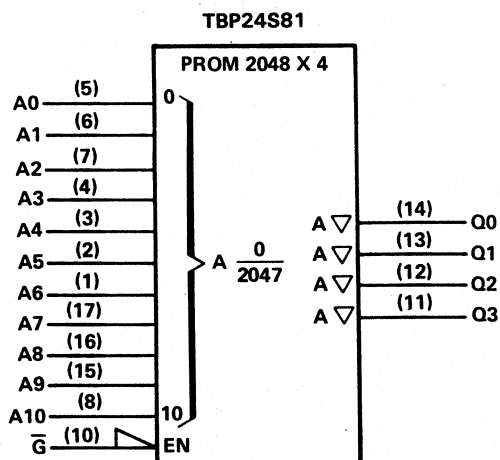 TBP24S81
PROM 2048 X 4
A0 (5) 0
A1 (6)
A2 (7)
A3 (4)
A4 (3)
A5 (2)
A6 (1)
A7 (17)
A8 (16)
A9 (15)
A10 (8) 10
G̅ (10) EN
A 0
2047
A ▽ (14) Q0
A ▽ (13) Q1
A ▽ (12) Q2
A ▽ (11) Q3